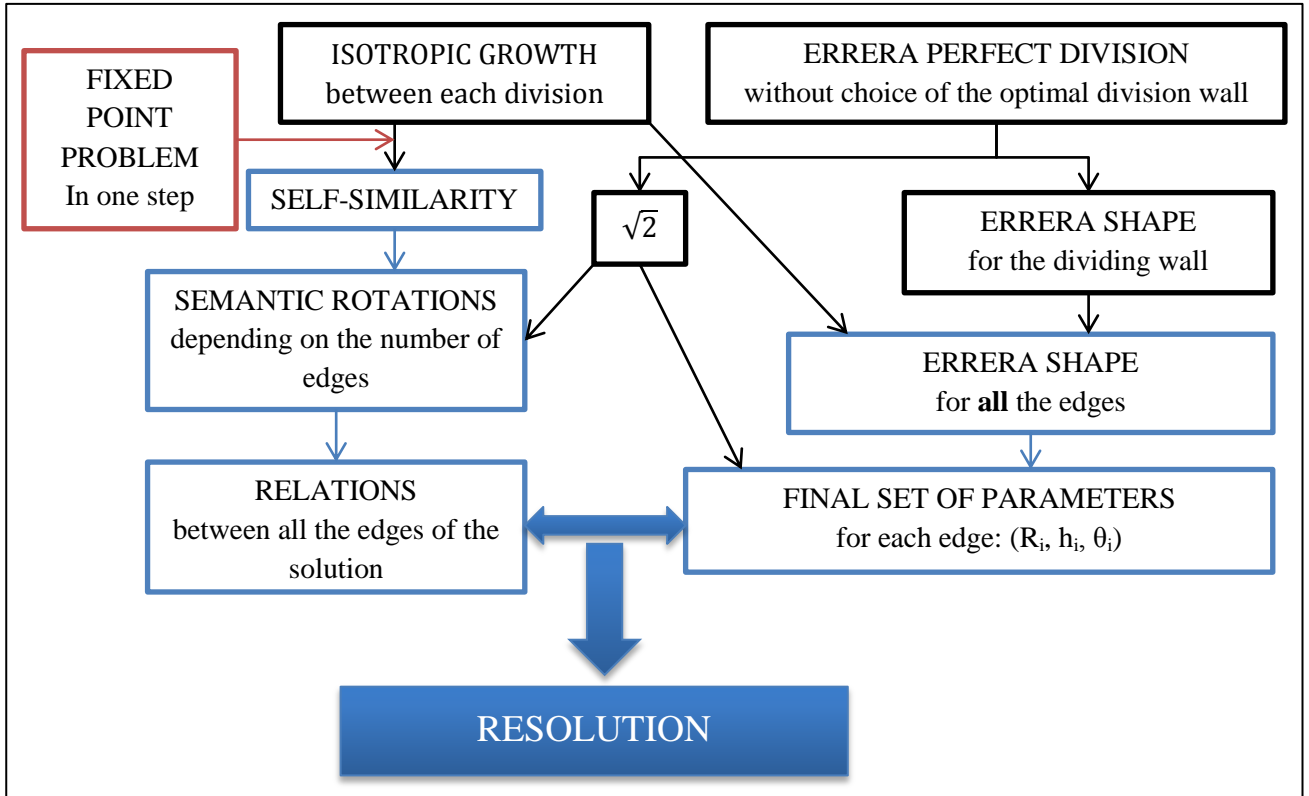 FIXED
POINT
PROBLEM
In one step
ISOTROPIC GROWTH
between each division
ERRERA PERFECT DIVISION
without choice of the optimal division wall
SELF-SIMILARITY
√2
ERRERA SHAPE
for the dividing wall
SEMANTIC ROTATIONS
depending on the number of
edges
ERRERA SHAPE
for all the edges
RELATIONS
between all the edges of the
solution
FINAL SET OF PARAMETERS
for each edge: (Rᵢ, hᵢ, θᵢ)
RESOLUTION